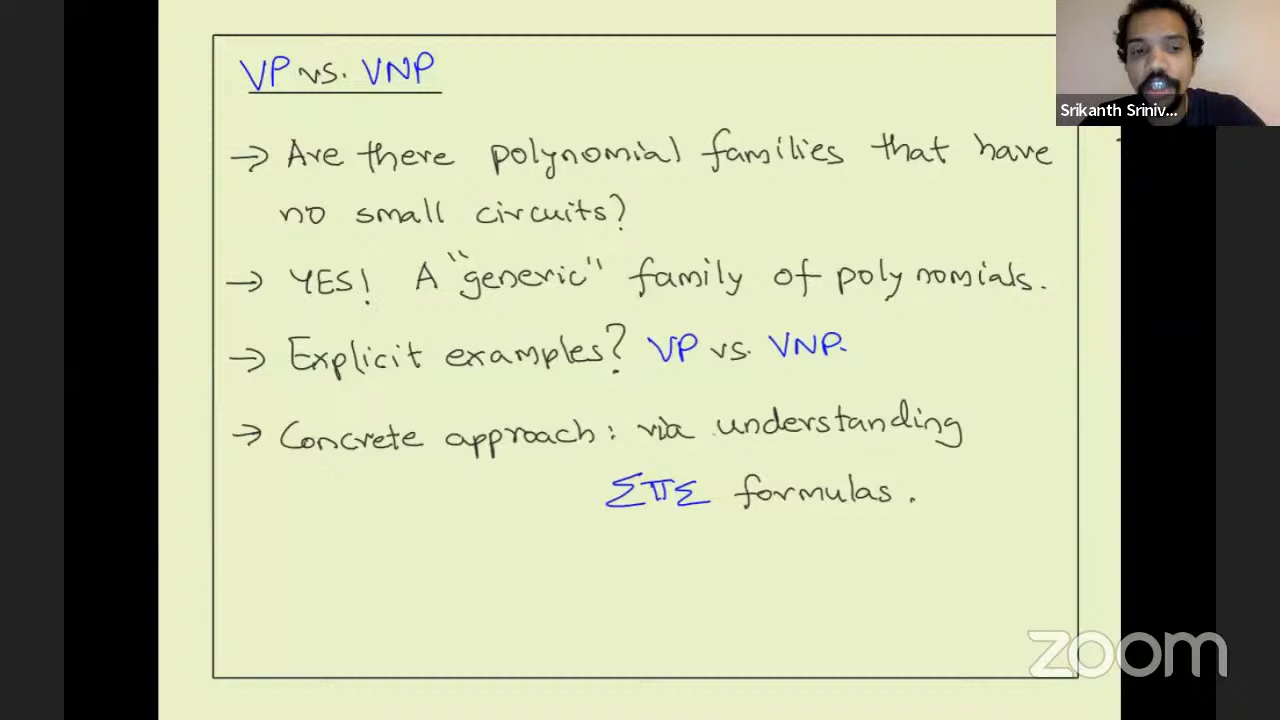 VP vs. VNP
→ Are there polynomial families that have
no small circuits?
→ YES! A "generic" family of polynomials.
→ Explicit examples? VP vs. VNP.
→ Concrete approach: via understanding
ΣΠΣ formulas.
Srikanth Sriniv...
zoom